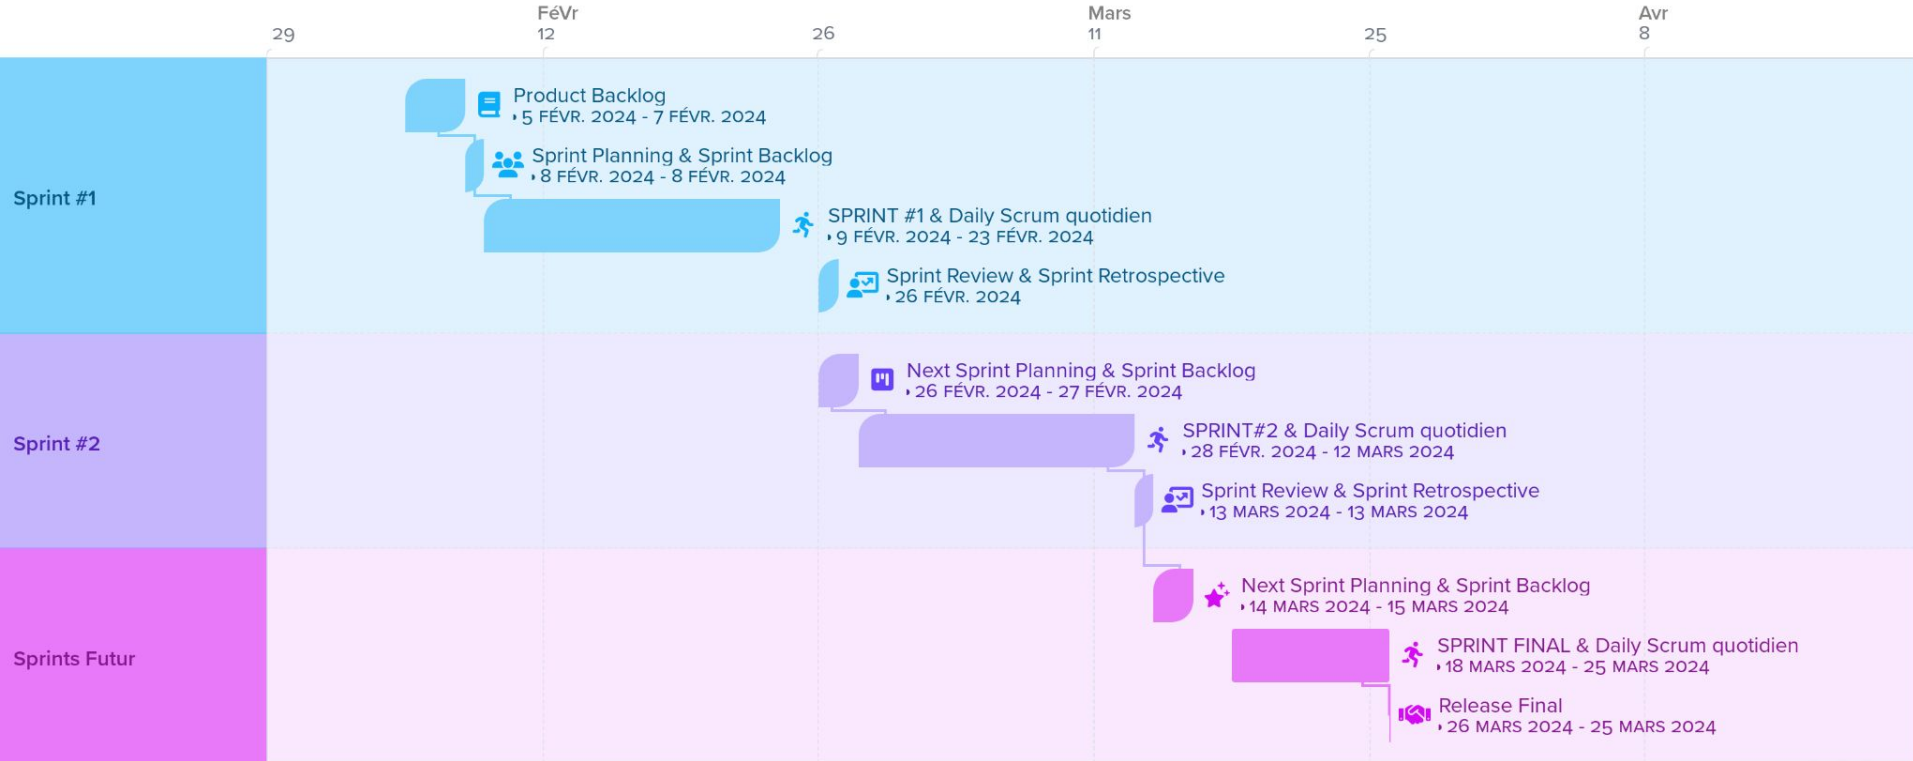 FéVr
Mars
Avr
29
12
26
11
25
8
Sprint #1
Product Backlog
5 FÉVR. 2024 - 7 FÉVR. 2024
Sprint Planning & Sprint Backlog
8 FÉVR. 2024 - 8 FÉVR. 2024
SPRINT #1 & Daily Scrum quotidien
9 FÉVR. 2024 - 23 FÉVR. 2024
Sprint Review & Sprint Retrospective
26 FÉVR. 2024
Sprint #2
Next Sprint Planning & Sprint Backlog
26 FÉVR. 2024 - 27 FÉVR. 2024
SPRINT#2 & Daily Scrum quotidien
28 FÉVR. 2024 - 12 MARS 2024
Sprint Review & Sprint Retrospective
13 MARS 2024 - 13 MARS 2024
Sprints Futur
Next Sprint Planning & Sprint Backlog
14 MARS 2024 - 15 MARS 2024
SPRINT FINAL & Daily Scrum quotidien
18 MARS 2024 - 25 MARS 2024
Release Final
26 MARS 2024 - 25 MARS 2024